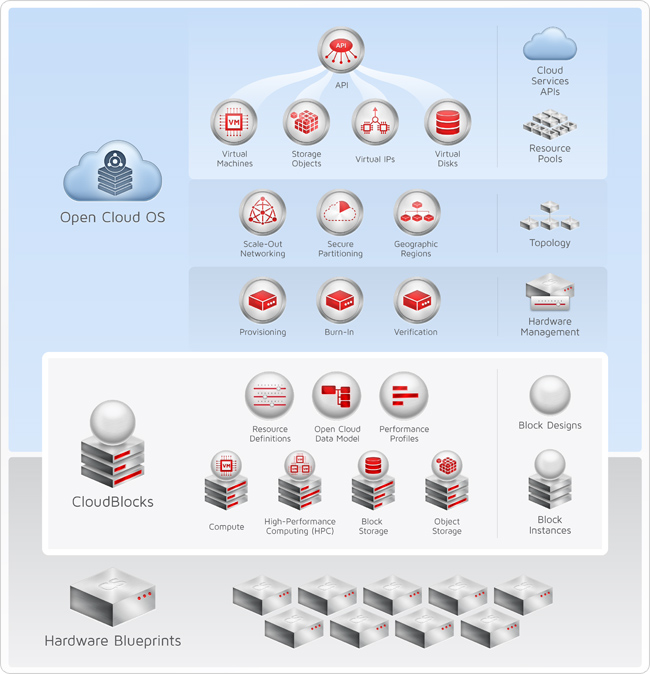 API
API
Cloud
Services
APIs
VM
Virtual
Machines
Storage
Objects
Virtual IPs
Virtual
Disks
Resource
Pools
Open Cloud OS
Scale-Out
Networking
Secure
Partitioning
Geographic
Regions
Topology
Provisioning
Burn-In
Verification
Hardware
Management
Resource
Definitions
Open Cloud
Data Model
Performance
Profiles
Block Designs
CloudBlocks
VM
Compute
High-Performance
Computing (HPC)
Block
Storage
Object
Storage
Block
Instances
Hardware Blueprints